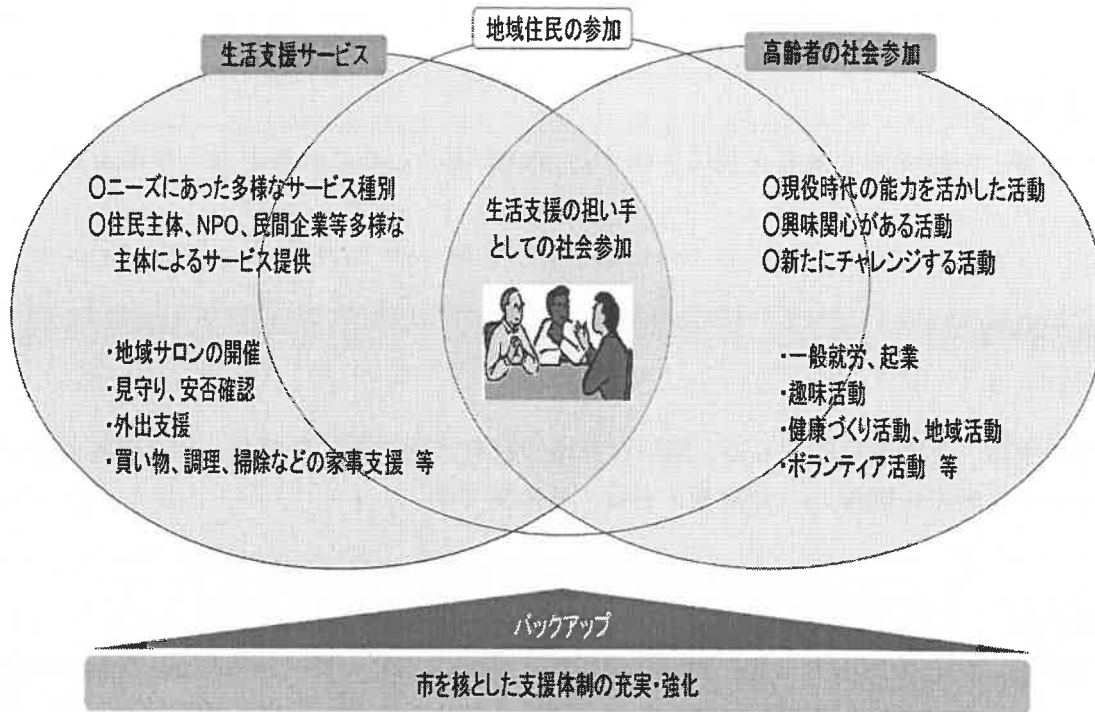 地域住民の参加
生活支援サービス
高齢者の社会参加
○ニーズにあった多様なサービス種別
○住民主体、NPO、民間企業等多様な
主体によるサービス提供
・地域サロンの開催
・見守り、安否確認
・外出支援
・買い物、調理、掃除などの家事支援 等
生活支援の担い手
としての社会参加
○現役時代の能力を活かした活動
○興味関心がある活動
○新たにチャレンジする活動
・一般就労、起業
・趣味活動
・健康づくり活動、地域活動
・ボランティア活動 等
バックアップ
市を核とした支援体制の充実・強化